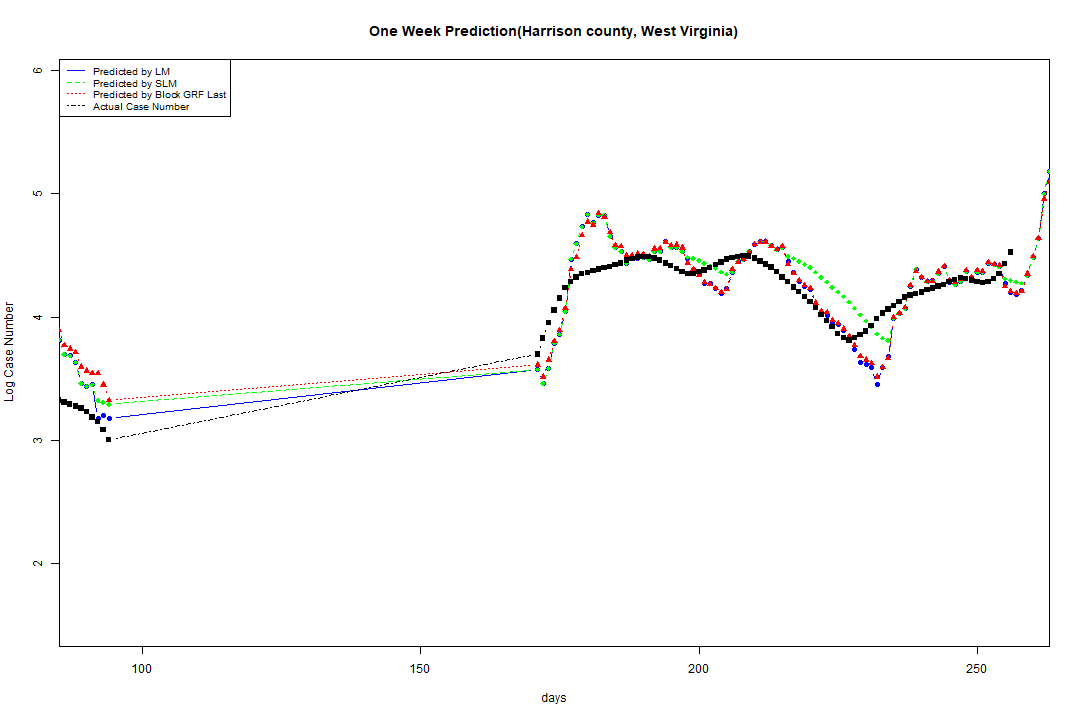 One Week Prediction(Harrison county, West Virginia)
Predicted by LM
Predicted by SLM
Predicted by Block GRF Last
Actual Case Number
Log Case Number
6
5
4
3
2
100 150 200 250
days